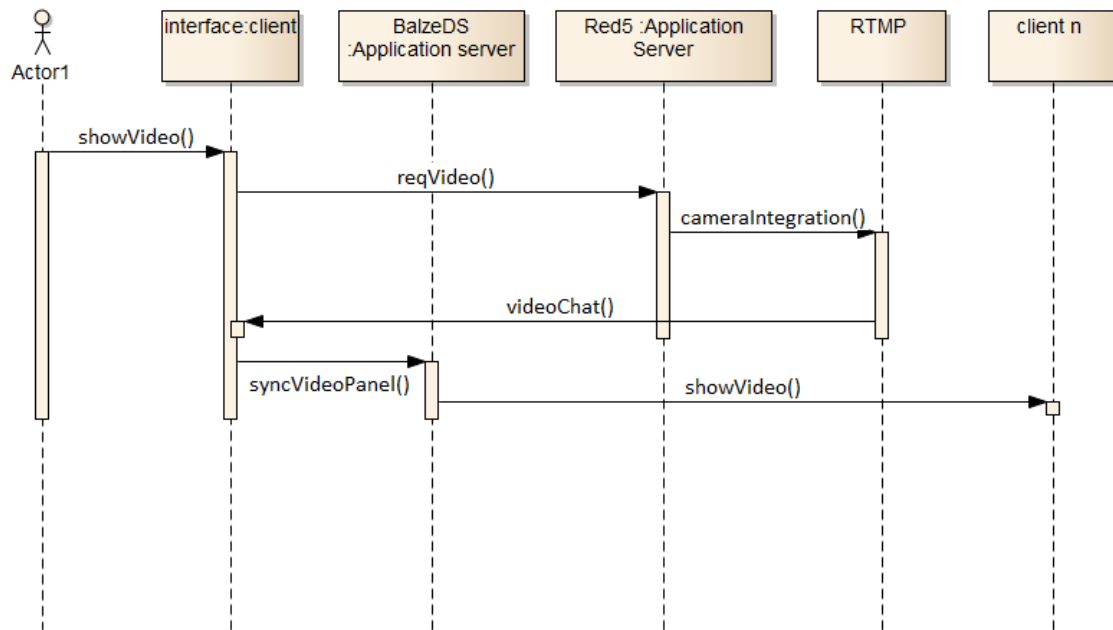 Actor1
interface:client
BalzeDS
:Application server
Red5 :Application
Server
RTMP
client n
showVideo()
reqVideo()
cameraIntegration()
videoChat()
syncVideoPanel()
showVideo()